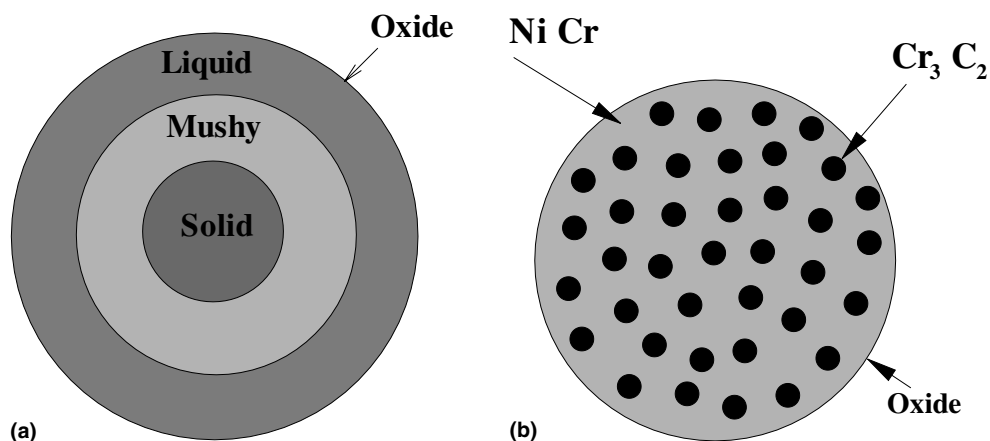 Oxide
Liquid
Mushy
Solid
(a)
Ni Cr
Cr₃ C₂
Oxide
(b)